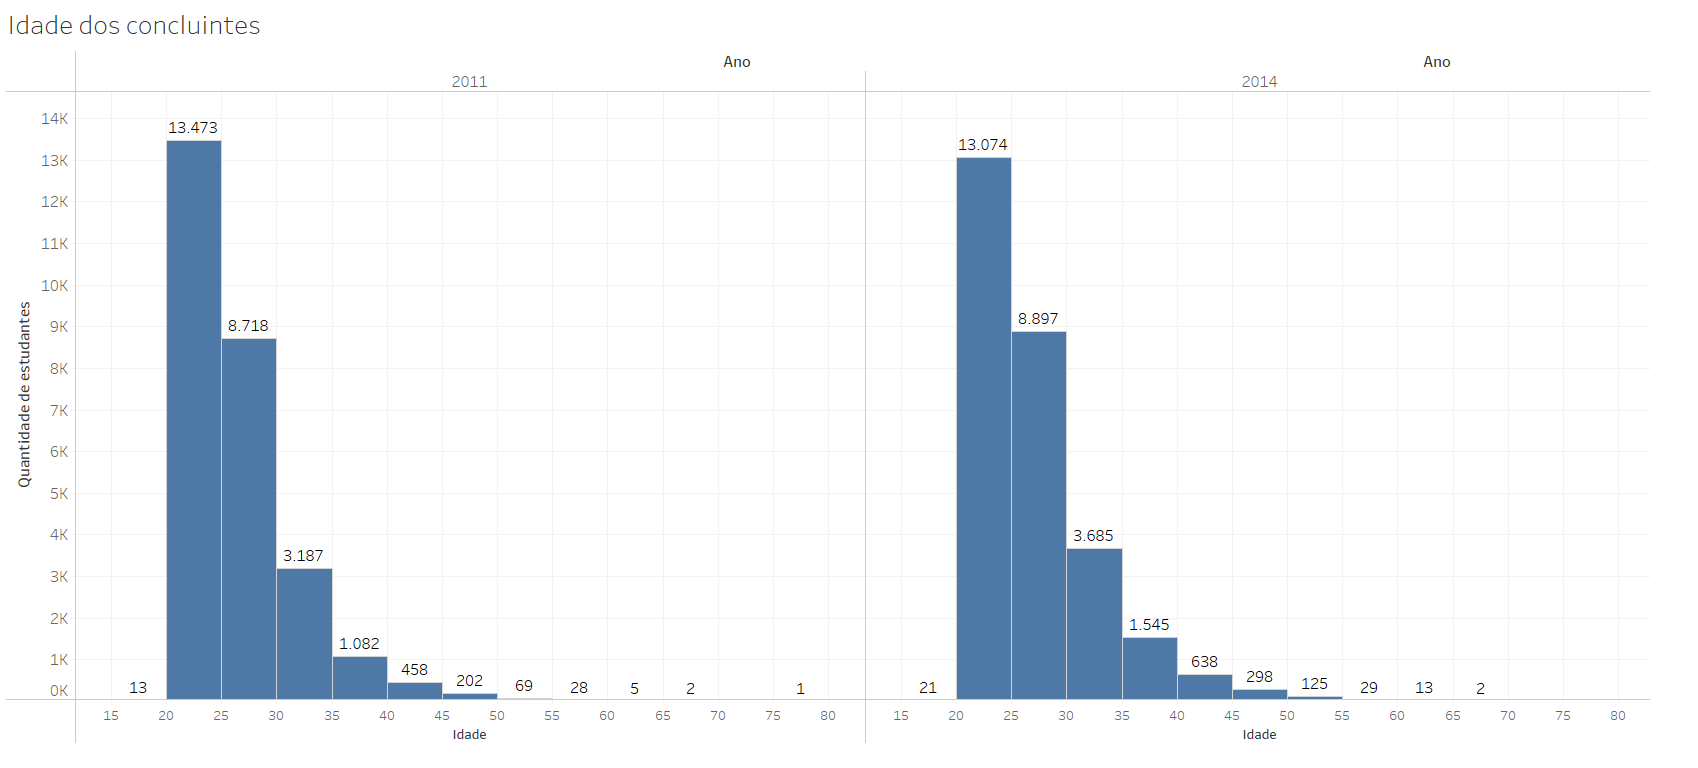 Idade dos concluintes
Ano
Ano
2011
2014
14K
13K
12K
11K
10K
9K
8K
7K
6K
5K
4K
3K
2K
1K
0K
Quantidade de estudantes
13
13.473
8.718
3.187
1.082
458
202
69
28
5
2
1
21
13.074
8.897
3.685
1.545
638
298
125
29
13
2
15 20 25 30 35 40 45 50 55 60 65 70 75 80
15 20 25 30 35 40 45 50 55 60 65 70 75 80
Idade
Idade